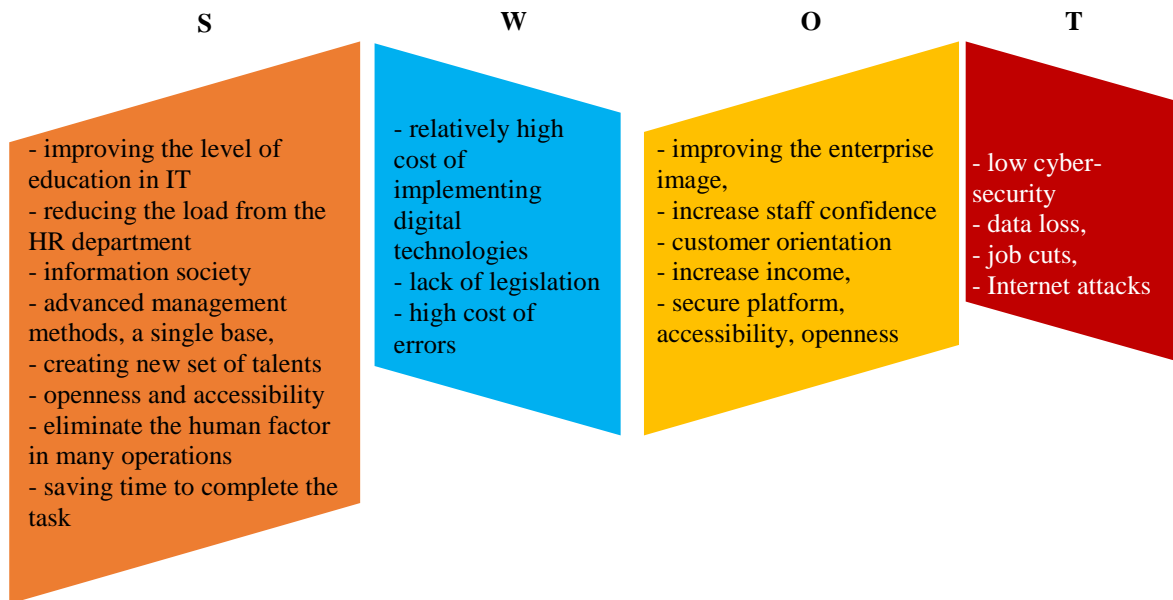 S
- improving the level of
education in IT
- reducing the load from the
HR department
- information society
- advanced management
methods, a single base,
- creating new set of talents
- openness and accessibility
- eliminate the human factor
in many operations
- saving time to complete the
task
W
- relatively high
cost of
implementing
digital
technologies
- lack of legislation
- high cost of
errors
O
- improving the enterprise
image,
- increase staff confidence
- customer orientation
- increase income,
- secure platform,
accessibility, openness
T
- low cyber-
security
- data loss,
- job cuts,
- Internet attacks